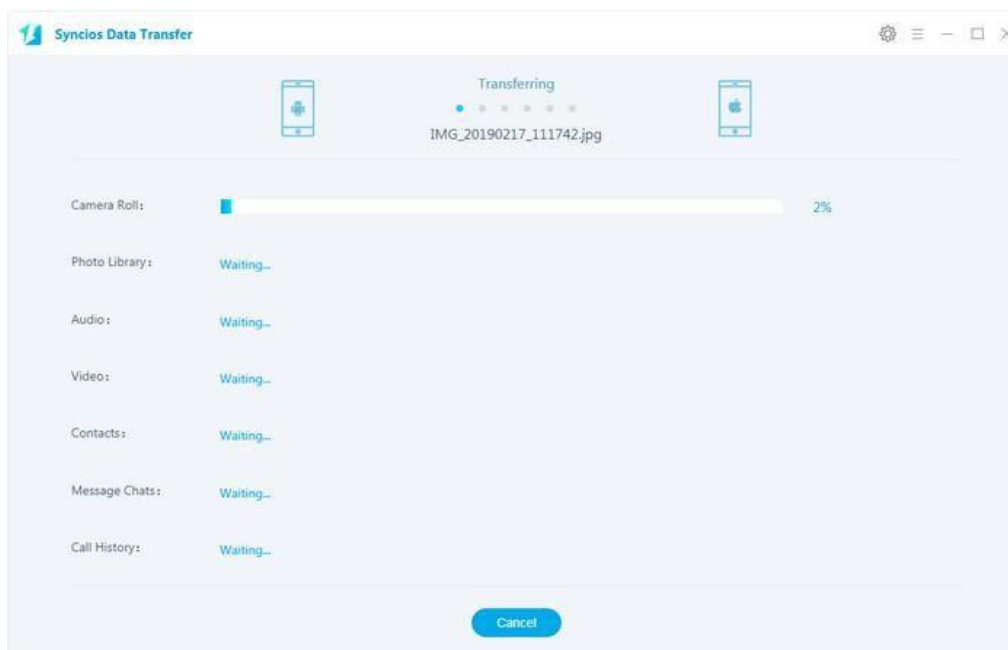 Syncios Data Transfer
Transferring
IMG_20190217_111742.jpg
Camera Roll: 2%
Photo Library: Waiting...
Audio: Waiting...
Video: Waiting...
Contacts: Waiting...
Message Chats: Waiting...
Call History: Waiting...
Cancel